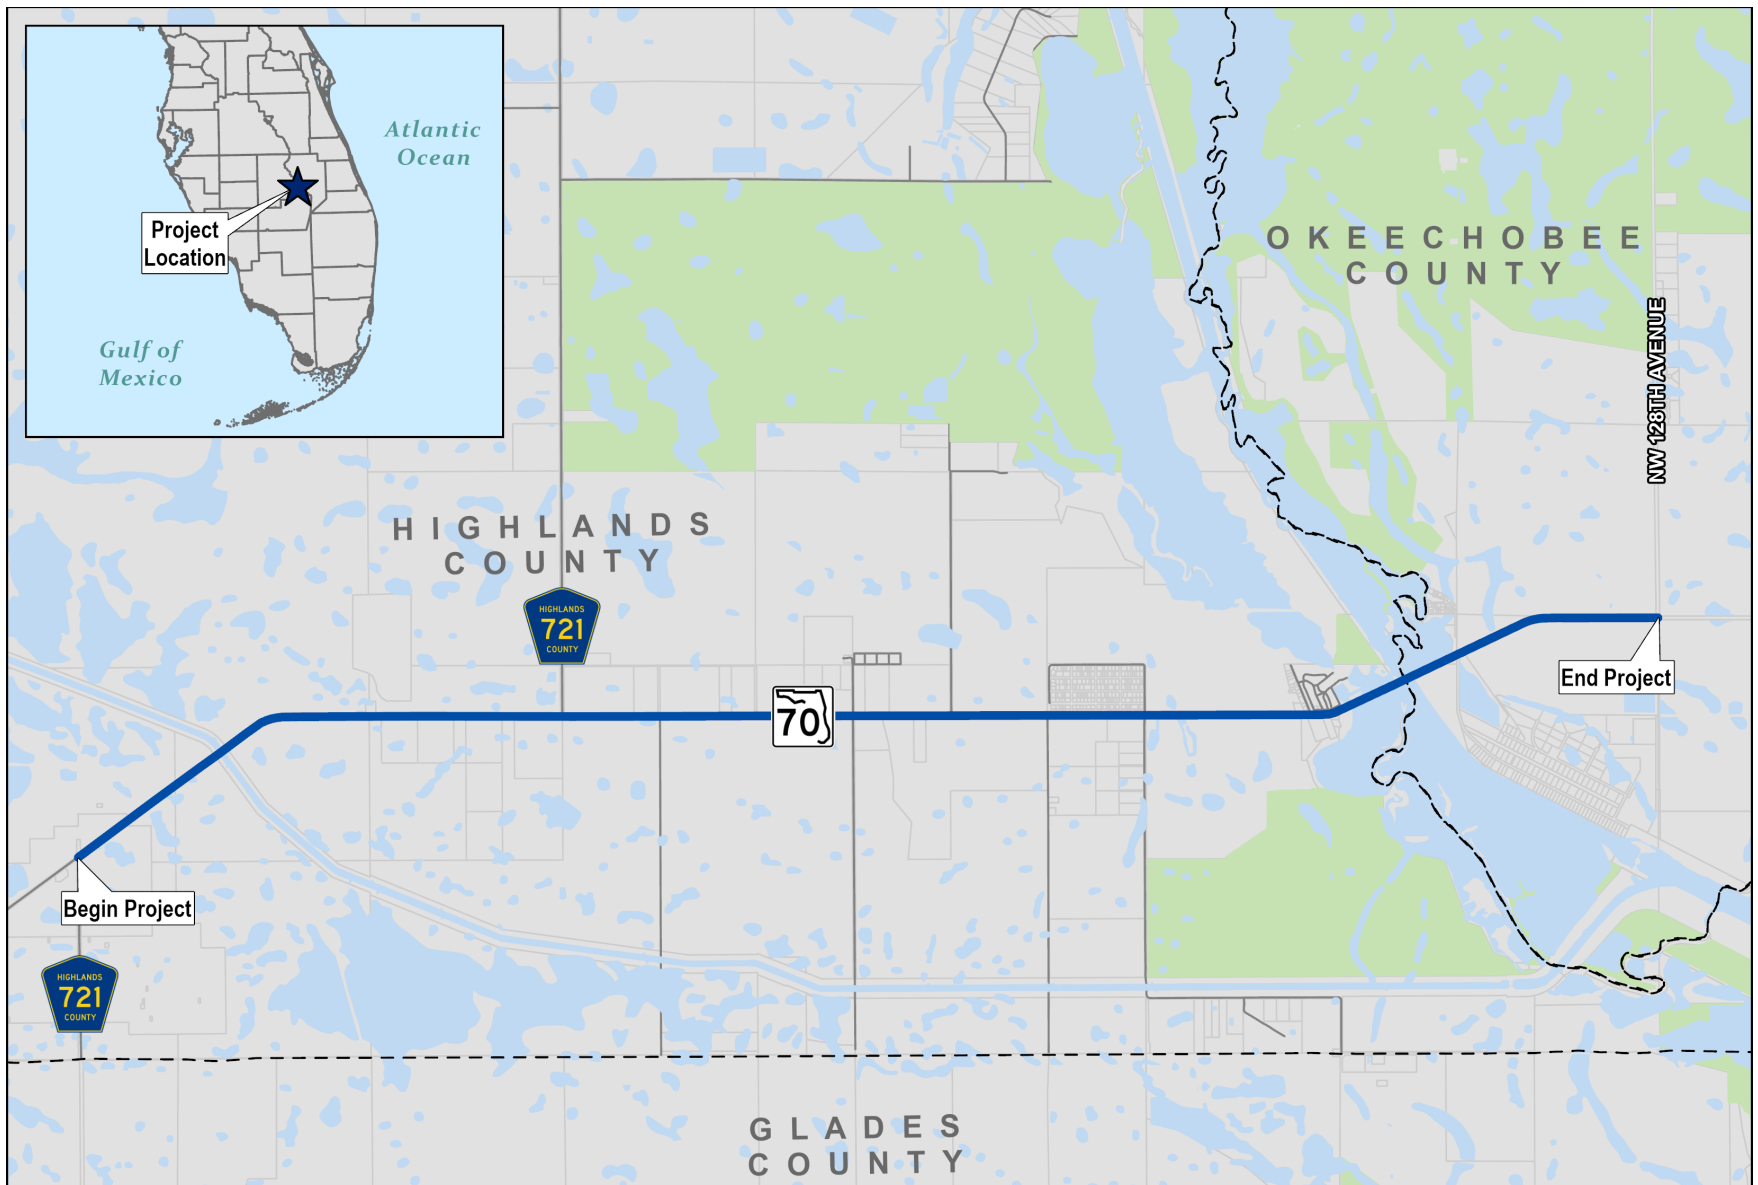 Atlantic
Ocean
Project
Location
Gulf of
Mexico
OKEECHOBEE
COUNTY
NW 128TH AVENUE
HIGHLANDS
COUNTY
HIGHLANDS
721
COUNTY
70
End Project
Begin Project
HIGHLANDS
721
COUNTY
GLADES
COUNTY